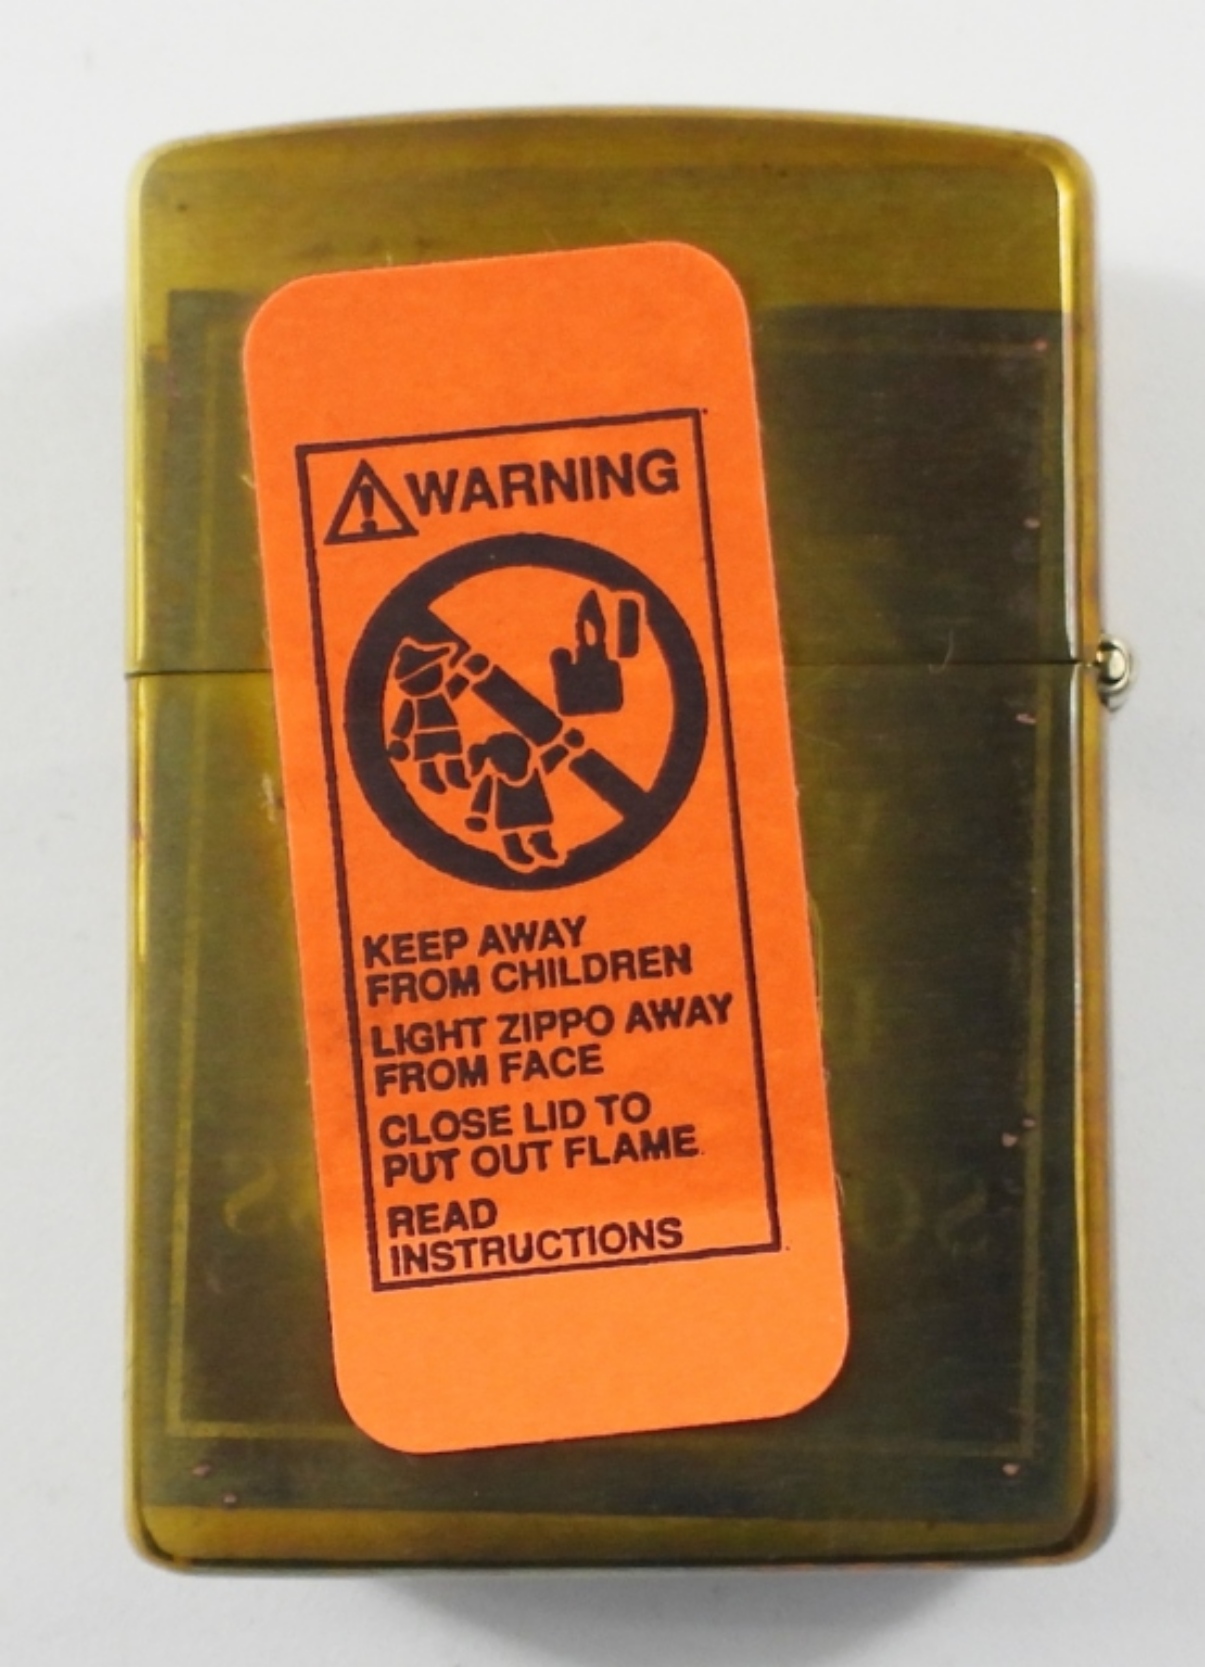 WARNING
KEEP AWAY
FROM CHILDREN
LIGHT ZIPPO AWAY
FROM FACE
CLOSE LID TO
PUT OUT FLAME
READ
INSTRUCTIONS